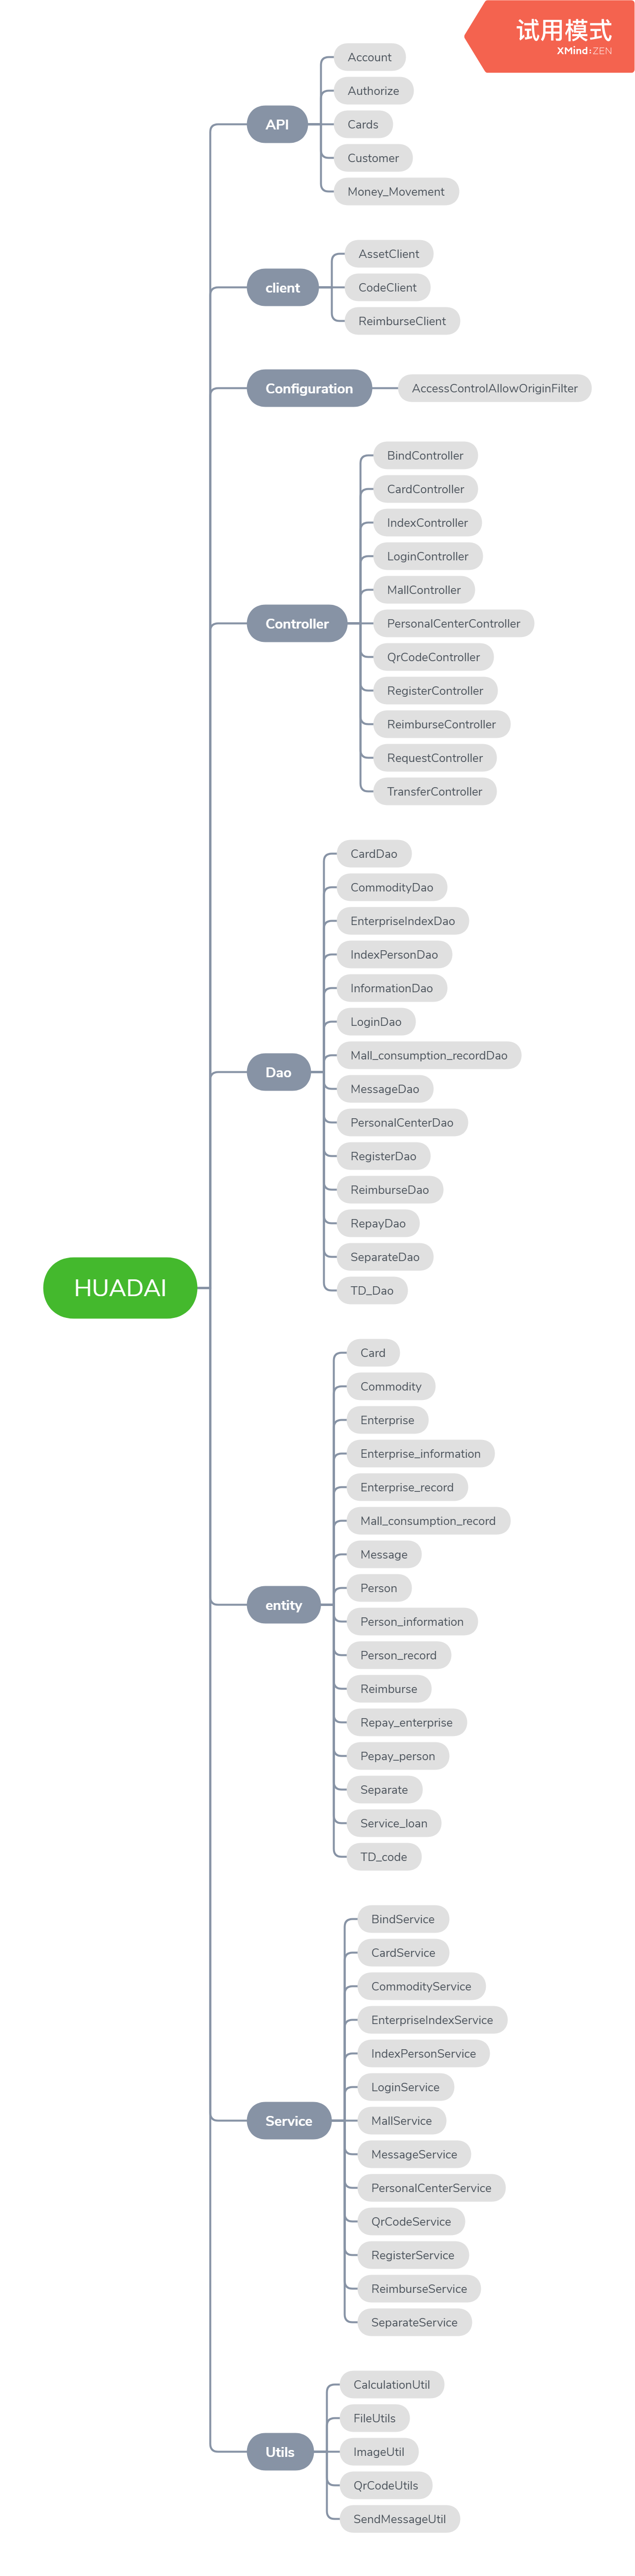 试用模式
XMind:ZEN
HUADAI
API
Account
Authorize
Cards
Customer
Money_Movement
client
AssetClient
CodeClient
ReimburseClient
Configuration
AccessControlAllowOriginFilter
Controller
BindController
CardController
IndexController
LoginController
MallController
PersonalCenterController
QrCodeController
RegisterController
ReimburseController
RequestController
TransferController
Dao
CardDao
CommodityDao
EnterpriseIndexDao
IndexPersonDao
InformationDao
LoginDao
Mall_consumption_recordDao
MessageDao
PersonalCenterDao
RegisterDao
ReimburseDao
RepayDao
SeparateDao
TD_Dao
entity
Card
Commodity
Enterprise
Enterprise_information
Enterprise_record
Mall_consumption_record
Message
Person
Person_information
Person_record
Reimburse
Repay_enterprise
Pepay_person
Separate
Service_loan
TD_code
Service
BindService
CardService
CommodityService
EnterpriseIndexService
IndexPersonService
LoginService
MallService
MessageService
PersonalCenterService
QrCodeService
RegisterService
ReimburseService
SeparateService
Utils
CalculationUtil
FileUtils
ImageUtil
QrCodeUtils
SendMessageUtil